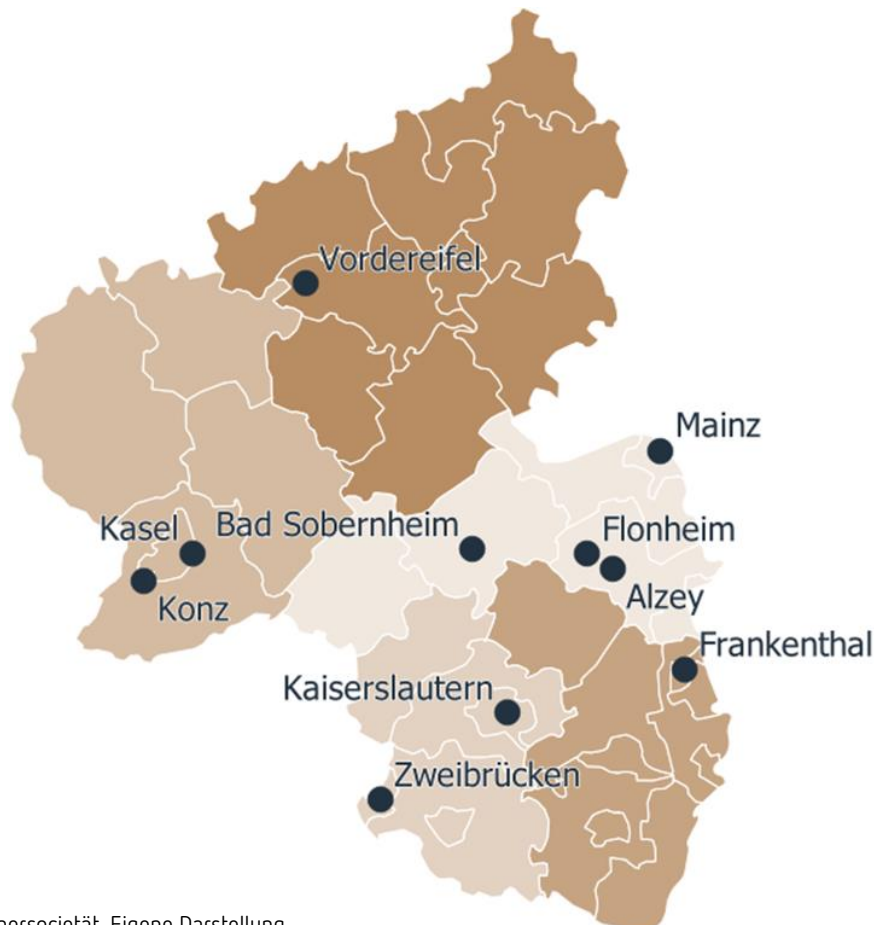 Vordereifel
Mainz
Kasel
Bad Sobernheim
Flonheim
Konz
Alzey
Frankenthal
Kaiserslautern
Zweibrücken
Eigene Darstellung